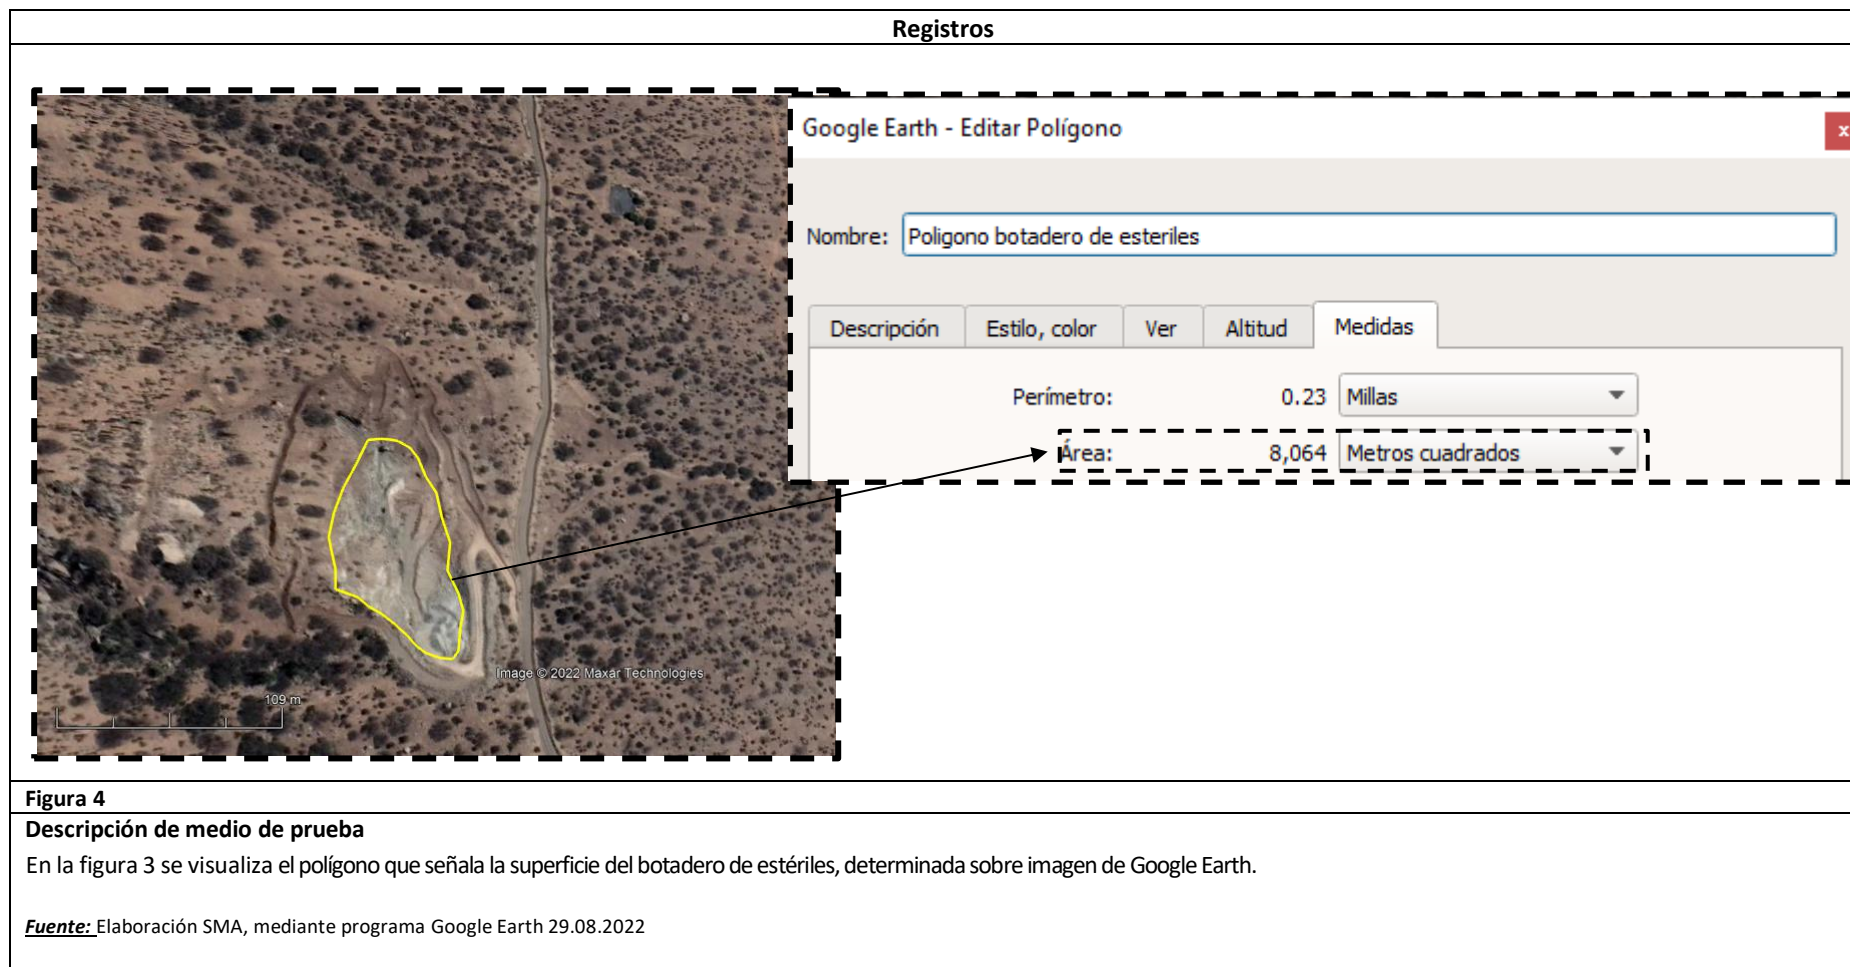 Registros
Google Earth - Editar Polígono
x
Nombre: Poligono botadero de esteriles
Descripción Estilo, color Ver Altitud Medidas
Perímetro: 0.23 Millas
Área: 8,064 Metros cuadrados
Image © 2022 Maxar Technologies
109 m
Figura 4
Descripción de medio de prueba
En la figura 3 se visualiza el polígono que señala la superficie del botadero de estériles, determinada sobre imagen de Google Earth.
Fuente: Elaboración SMA, mediante programa Google Earth 29.08.2022